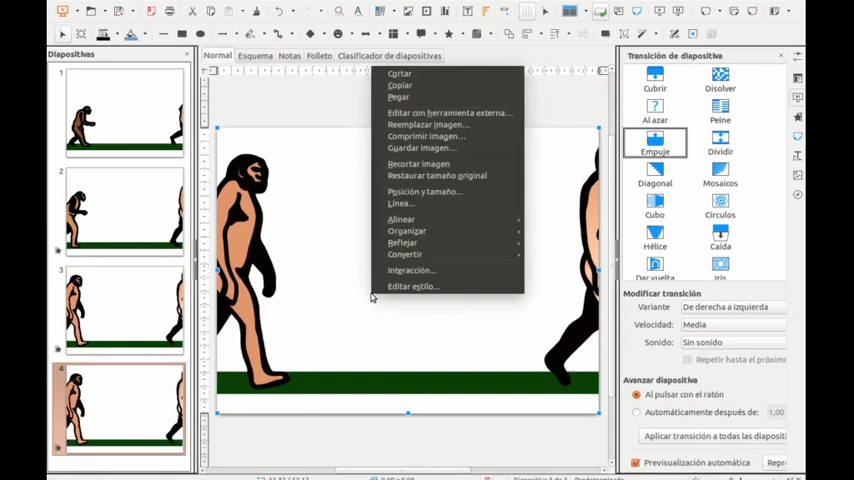 Diapositivas
1
2
3
4
Normal
Esquema
Notas
Folleto
Clasificador de diapositivas
Cortar
Copiar
Pegar
Editar con herramienta externa...
Reemplazar imagen...
Comprimir imagen...
Guardar imagen...
Recortar imagen
Restaurar tamaño original
Posición y tamaño...
Línea...
Alinear
Organizar
Reflejar
Convertir
Interacción...
Editar estilo...
Transición de diapositiva
Cubrir
Disolver
Al azar
Peine
Empuje
Dividir
Diagonal
Mosaicos
Cubo
Círculos
Hélice
Caída
Dar vuelta
Iris
Modificar transición
Variante
De derecha a izquierda
Velocidad:
Media
Sonido:
Sin sonido
Repetir hasta el próximo
Avanzar diapositiva
Al pulsar con el ratón
Automáticamente después de:
1,00
Aplicar transición a todas las diapositi
Previsualización automática
Repr